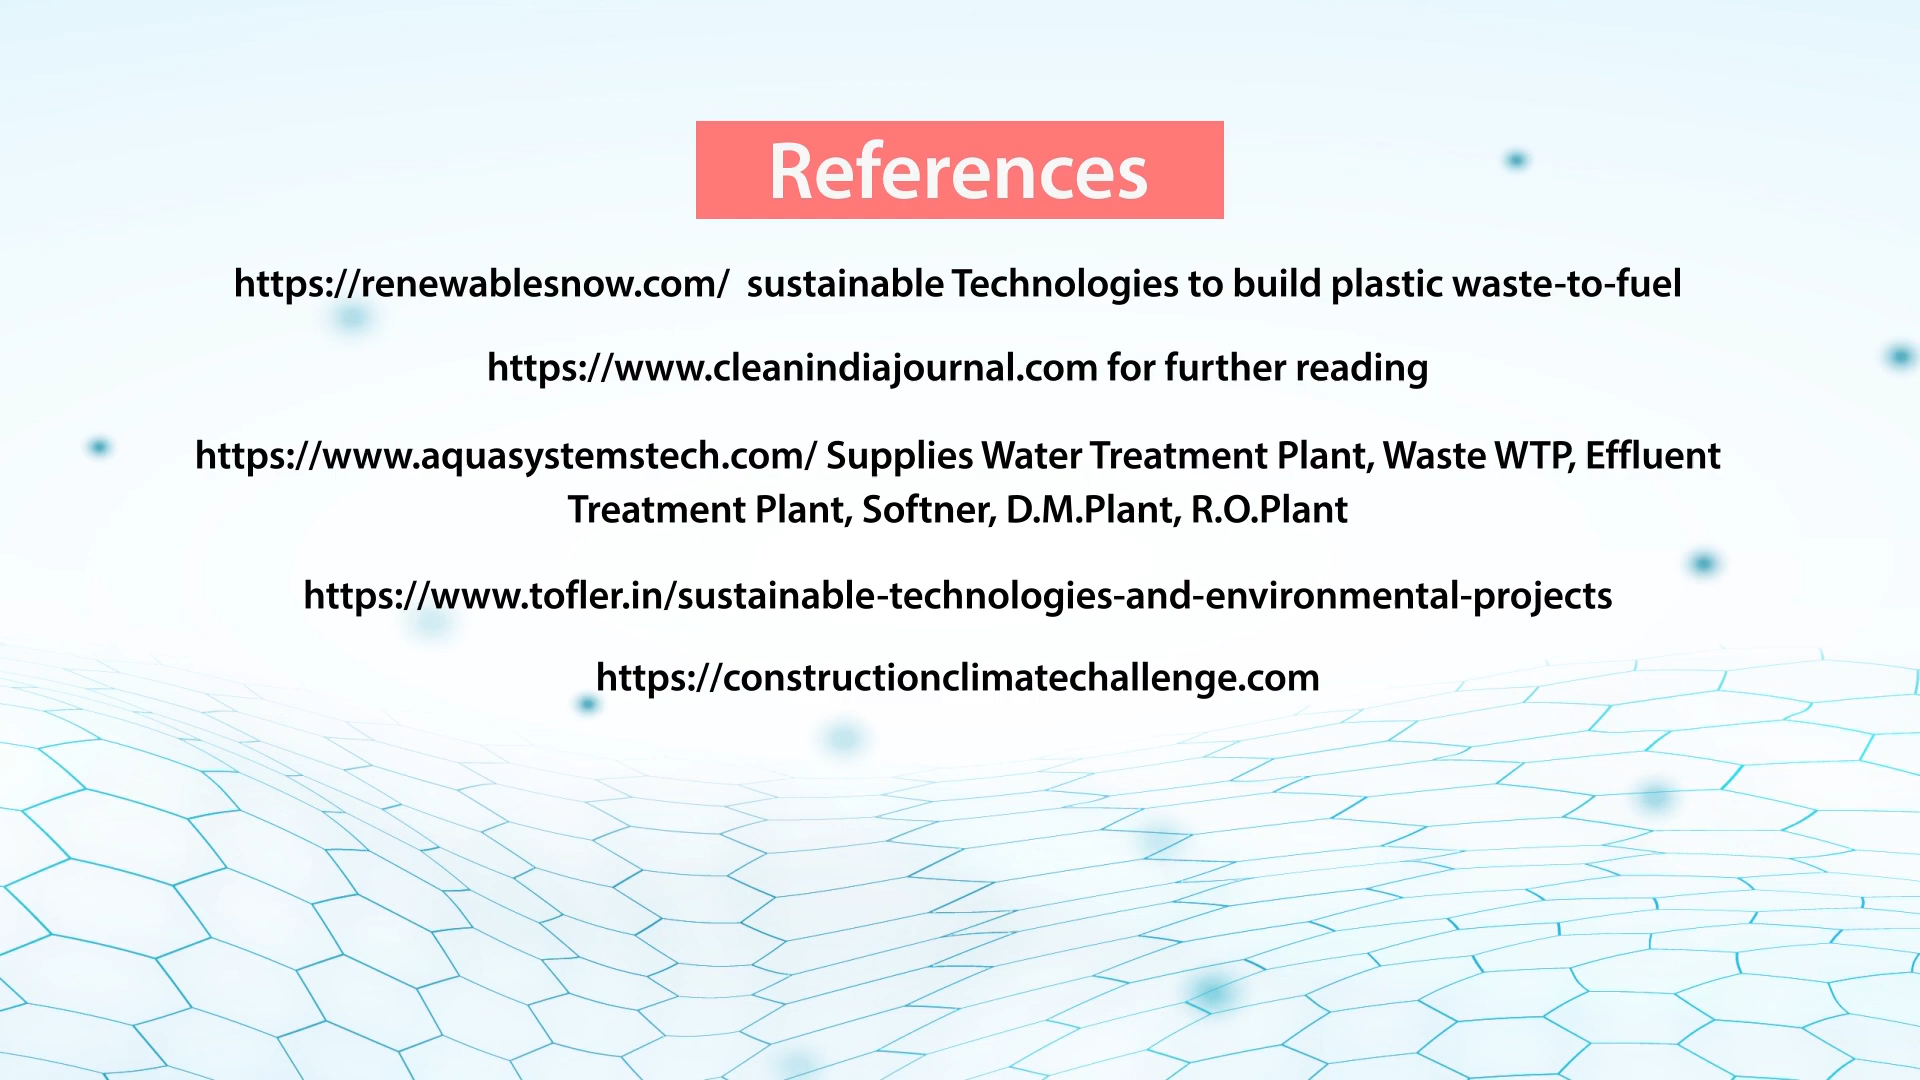 References
https://renewablesnow.com/  sustainable Technologies to build plastic waste-to-fuel
https://www.cleanindiajournal.com for further reading
https://www.aquasystemstech.com/ Supplies Water Treatment Plant, Waste WTP, Effluent
Treatment Plant, Softner, D.M.Plant, R.O.Plant
https://www.tofler.in/sustainable-technologies-and-environmental-projects
https://constructionclimatechallenge.com